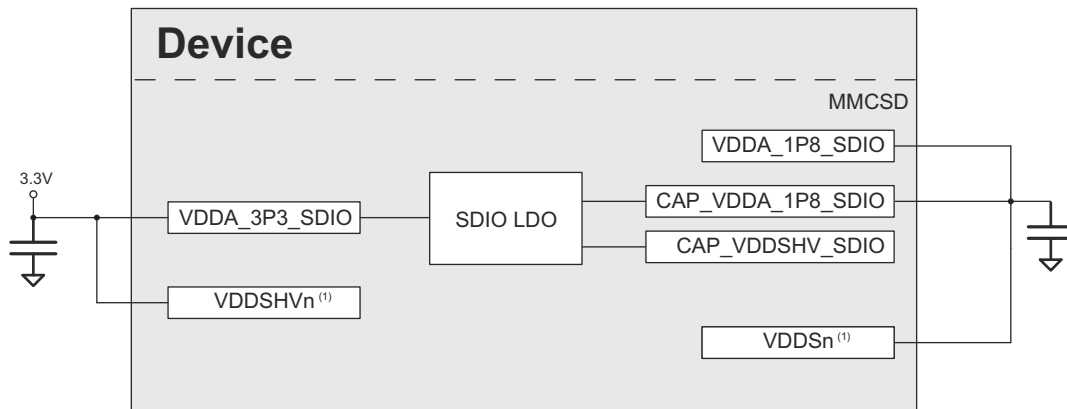 Device
MMCSD
VDDA_1P8_SDIO
3.3V
VDDA_3P3_SDIO
SDIO LDO
CAP_VDDA_1P8_SDIO
CAP_VDDSHV_SDIO
VDDSHVn (1)
VDDSn (1)